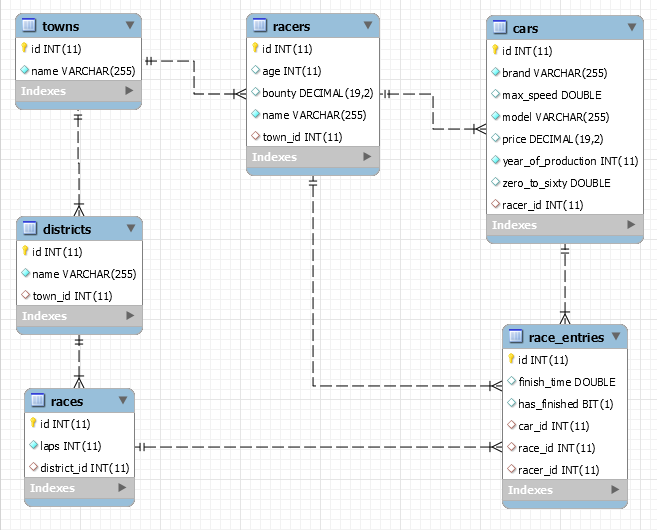 towns
id INT(11)
name VARCHAR(255)
Indexes
racers
id INT(11)
age INT(11)
bounty DECIMAL(19,2)
name VARCHAR(255)
town_id INT(11)
Indexes
cars
id INT(11)
brand VARCHAR(255)
max_speed DOUBLE
model VARCHAR(255)
price DECIMAL(19,2)
year_of_production INT(11)
zero_to_sixty DOUBLE
racer_id INT(11)
Indexes
districts
id INT(11)
name VARCHAR(255)
town_id INT(11)
Indexes
races
id INT(11)
laps INT(11)
district_id INT(11)
Indexes
race_entries
id INT(11)
finish_time DOUBLE
has_finished BIT(1)
car_id INT(11)
race_id INT(11)
racer_id INT(11)
Indexes